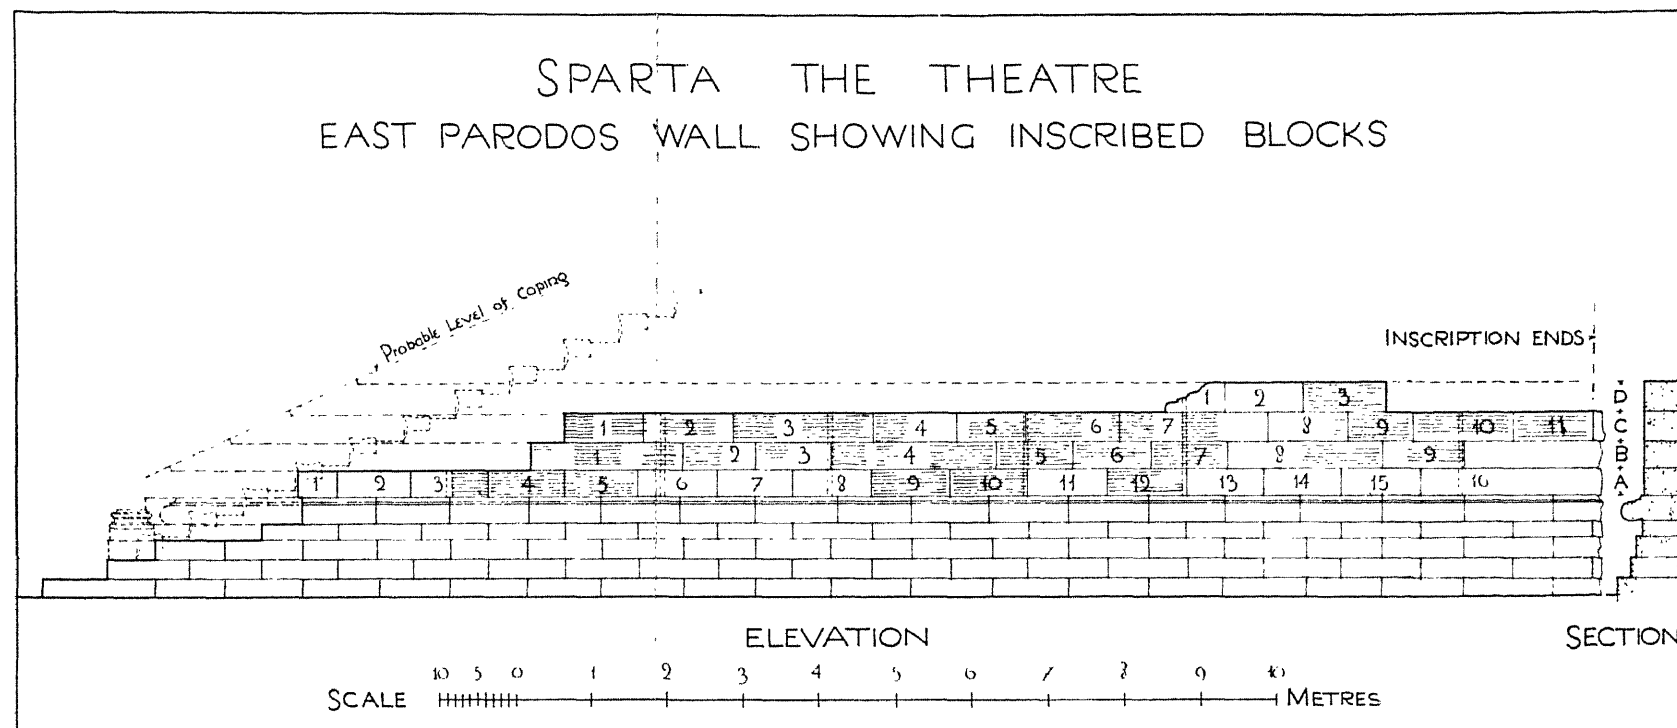 SPARTA THE THEATRE
EAST PARODOS WALL SHOWING INSCRIBED BLOCKS
Probable Level of Coping
INSCRIPTION ENDS
1 2 3 D
1 2 3 4 5 6 7 8 9 10 11 C
1 2 3 4 5 6 7 8 9 B
1 2 3 4 5 6 7 8 9 10 11 12 13 14 15 16 A
ELEVATION
SECTION
10 5 0 1 2 3 4 5 6 7 8 9 10
SCALE METRES